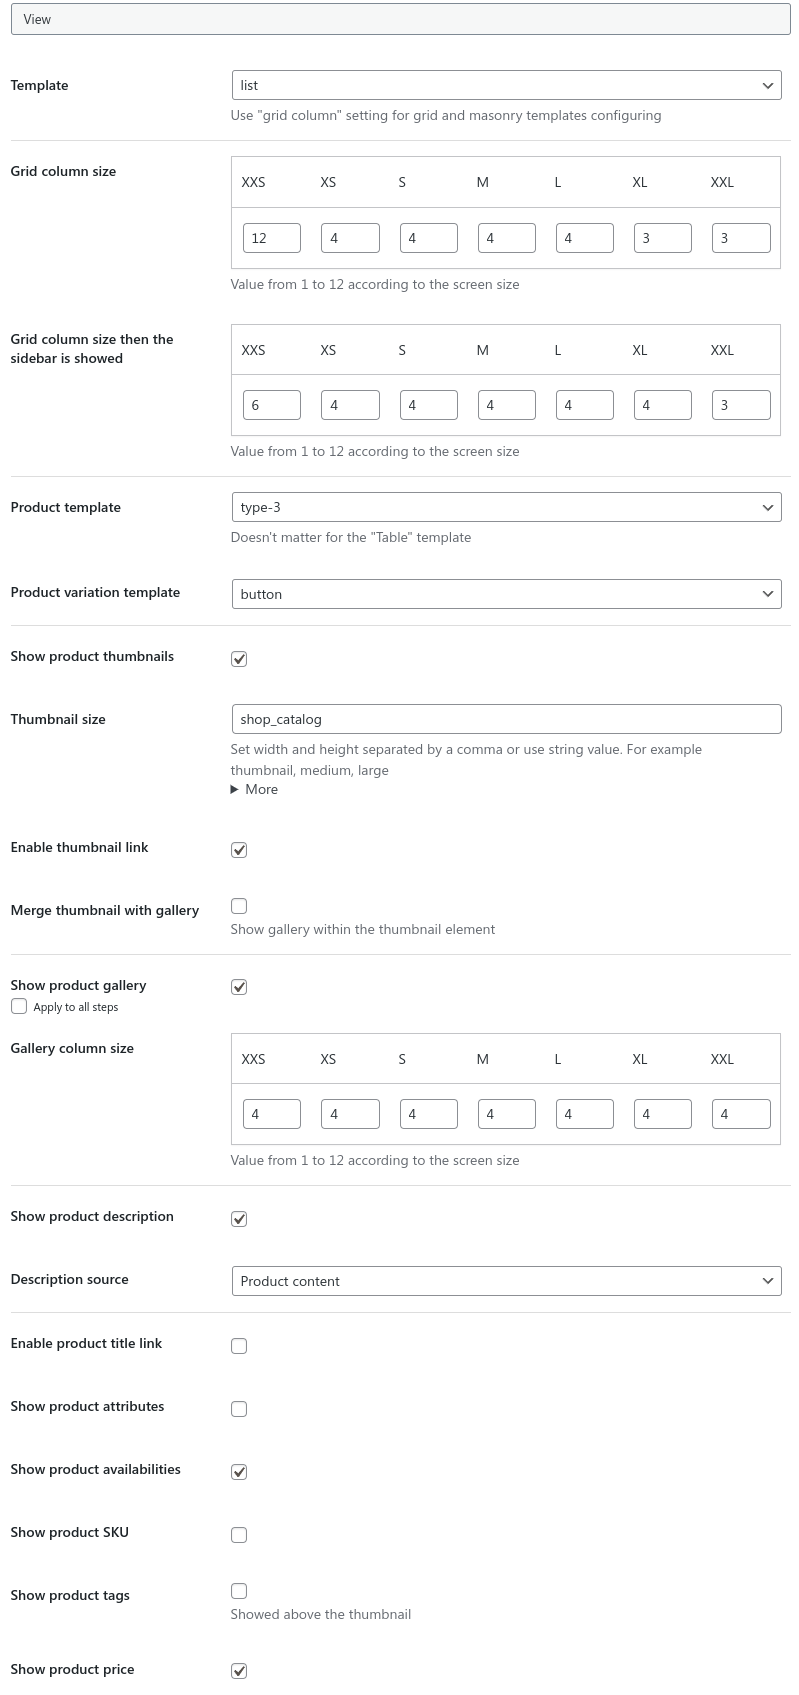 View
Template
list
Use "grid column" setting for grid and masonry templates configuring
Grid column size
XXS XS S M L XL XXL
12 4 4 4 4 3 3
Value from 1 to 12 according to the screen size
Grid column size then the
sidebar is showed
XXS XS S M L XL XXL
6 4 4 4 4 4 3
Value from 1 to 12 according to the screen size
Product template
type-3
Doesn't matter for the "Table" template
Product variation template
button
Show product thumbnails
Thumbnail size
shop_catalog
Set width and height separated by a comma or use string value. For example
thumbnail, medium, large
More
Enable thumbnail link
Merge thumbnail with gallery
Show gallery within the thumbnail element
Show product gallery
Apply to all steps
Gallery column size
XXS XS S M L XL XXL
4 4 4 4 4 4 4
Value from 1 to 12 according to the screen size
Show product description
Description source
Product content
Enable product title link
Show product attributes
Show product availabilities
Show product SKU
Show product tags
Showed above the thumbnail
Show product price